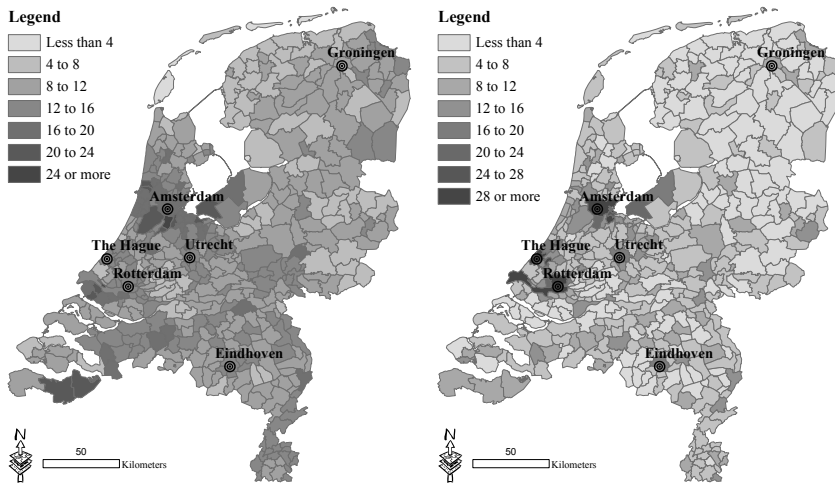 Legend
Less than 4
4 to 8
8 to 12
12 to 16
16 to 20
20 to 24
24 or more
Groningen
Amsterdam
The Hague
Utrecht
Rotterdam
Eindhoven
N
50
Kilometers
Legend
Less than 4
4 to 8
8 to 12
12 to 16
16 to 20
20 to 24
24 to 28
28 or more
Groningen
Amsterdam
The Hague
Utrecht
Rotterdam
Eindhoven
N
50
Kilometers